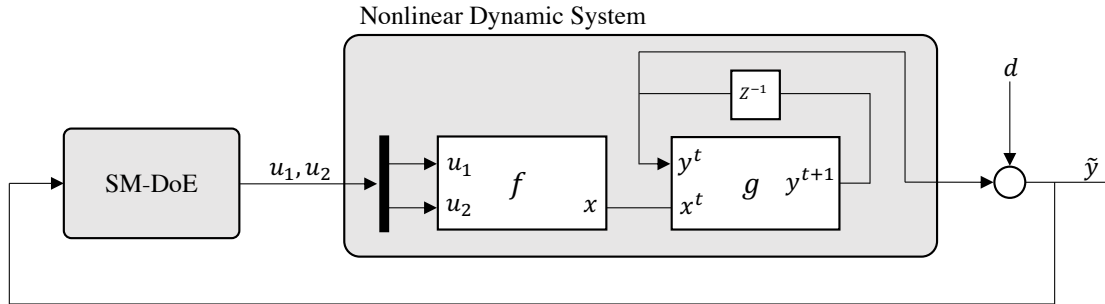 Nonlinear Dynamic System
SM-DoE
u₁, u₂
u₁
u₂
f
x
Z⁻¹
yᵗ
xᵗ
g
yᵗ⁺¹
d
ỹ